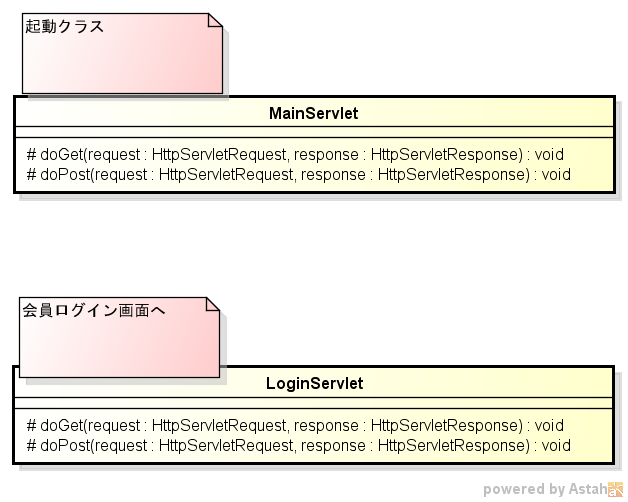 起動クラス
MainServlet
# doGet(request : HttpServletRequest, response : HttpServletResponse) : void
# doPost(request : HttpServletRequest, response : HttpServletResponse) : void
会員ログイン画面へ
LoginServlet
# doGet(request : HttpServletRequest, response : HttpServletResponse) : void
# doPost(request : HttpServletRequest, response : HttpServletResponse) : void
powered by Astah